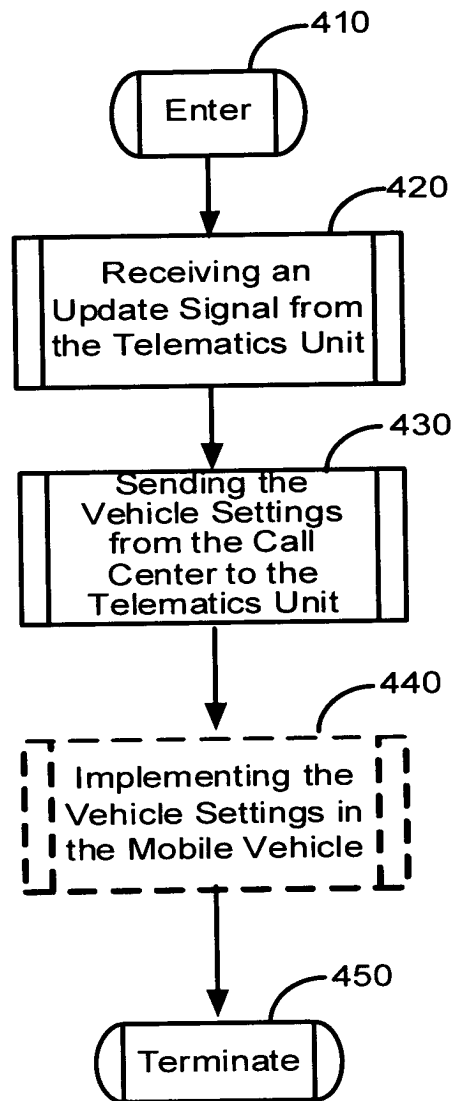 410
Enter
420
Receiving an
Update Signal from
the Telematics Unit
430
Sending the
Vehicle Settings
from the Call
Center to the
Telematics Unit
440
Implementing the
Vehicle Settings in
the Mobile Vehicle
450
Terminate